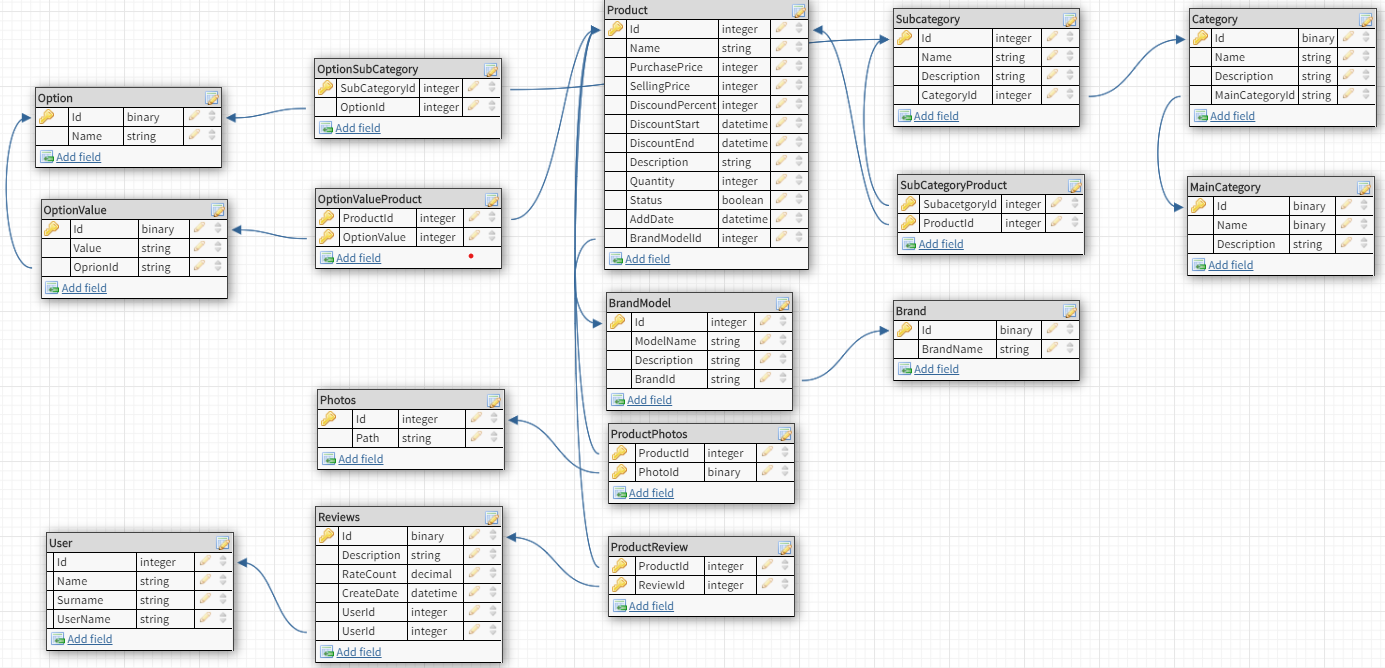 Product
Id integer
Name string
PurchasePrice integer
SellingPrice integer
DiscoundPercent integer
DiscountStart datetime
DiscountEnd datetime
Description string
Quantity integer
Status boolean
AddDate datetime
BrandModelId integer
Add field
Subcategory
Id integer
Name string
Description string
CategoryId integer
Add field
Category
Id binary
Name string
Description string
MainCategoryId string
Add field
OptionSubCategory
SubCategoryId integer
OptionId integer
Add field
Option
Id binary
Name string
Add field
OptionValueProduct
ProductId integer
OptionValue integer
Add field
OptionValue
Id binary
Value string
OprionId string
Add field
SubCategoryProduct
SubacetgoryId integer
ProductId integer
Add field
MainCategory
Id binary
Name binary
Description string
Add field
BrandModel
Id integer
ModelName string
Description string
BrandId string
Add field
Brand
Id binary
BrandName string
Add field
Photos
Id integer
Path string
Add field
ProductPhotos
ProductId integer
PhotoId binary
Add field
Reviews
Id binary
Description string
RateCount decimal
CreateDate datetime
UserId integer
UserId integer
Add field
User
Id integer
Name string
Surname string
UserName string
Add field
ProductReview
ProductId integer
ReviewId integer
Add field